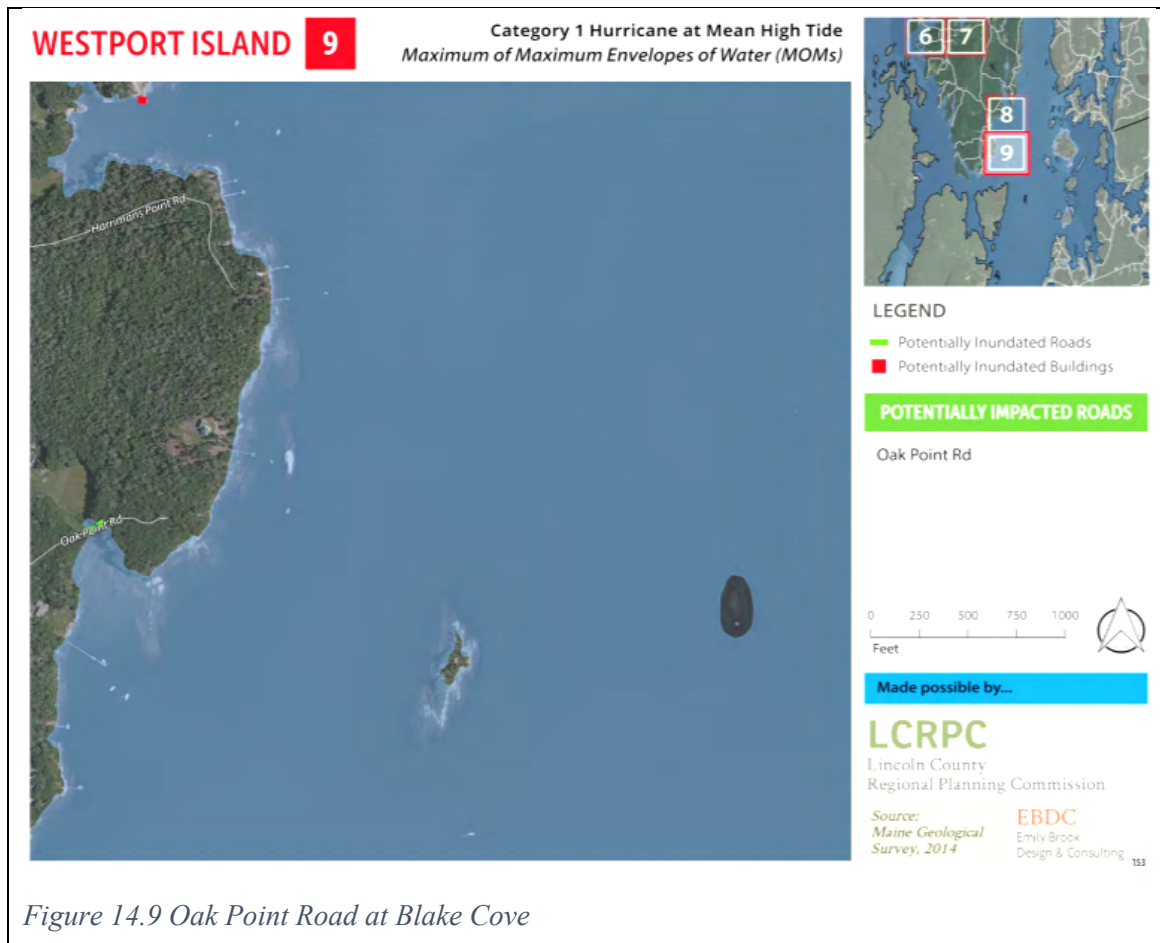 WESTPORT ISLAND 9
Category 1 Hurricane at Mean High Tide
Maximum of Maximum Envelopes of Water (MOMs)
6 7
8
9
Harrimans Point Rd
Oak Point Rd
LEGEND
Potentially Inundated Roads
Potentially Inundated Buildings
POTENTIALLY IMPACTED ROADS
Oak Point Rd
0 250 500 750 1000
Feet
Made possible by...
LCRPC
Lincoln County
Regional Planning Commission
Source:
Maine Geological
Survey, 2014
EBDC
Emily Brook
Design & Consulting
153
Figure 14.9 Oak Point Road at Blake Cove